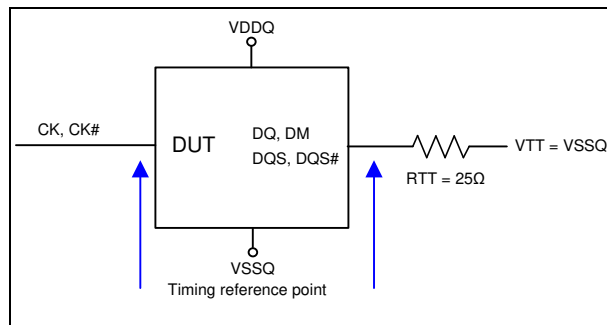 VDDQ
CK, CK#
DUT
DQ, DM
DQS, DQS#
VTT = VSSQ
RTT = 25Ω
VSSQ
Timing reference point